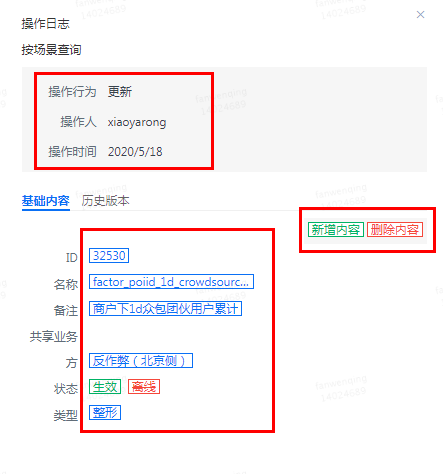 操作日志
按场景查询
操作行为 更新
操作人 xiaoyarong
操作时间 2020/5/18
基础内容 历史版本
新增内容 删除内容
ID 32530
名称 factor_poiid_1d_crowdsourc...
备注 商户下1d众包团伙用户累计
共享业务
方 反作弊（北京侧）
状态 生效 离线
类型 整形